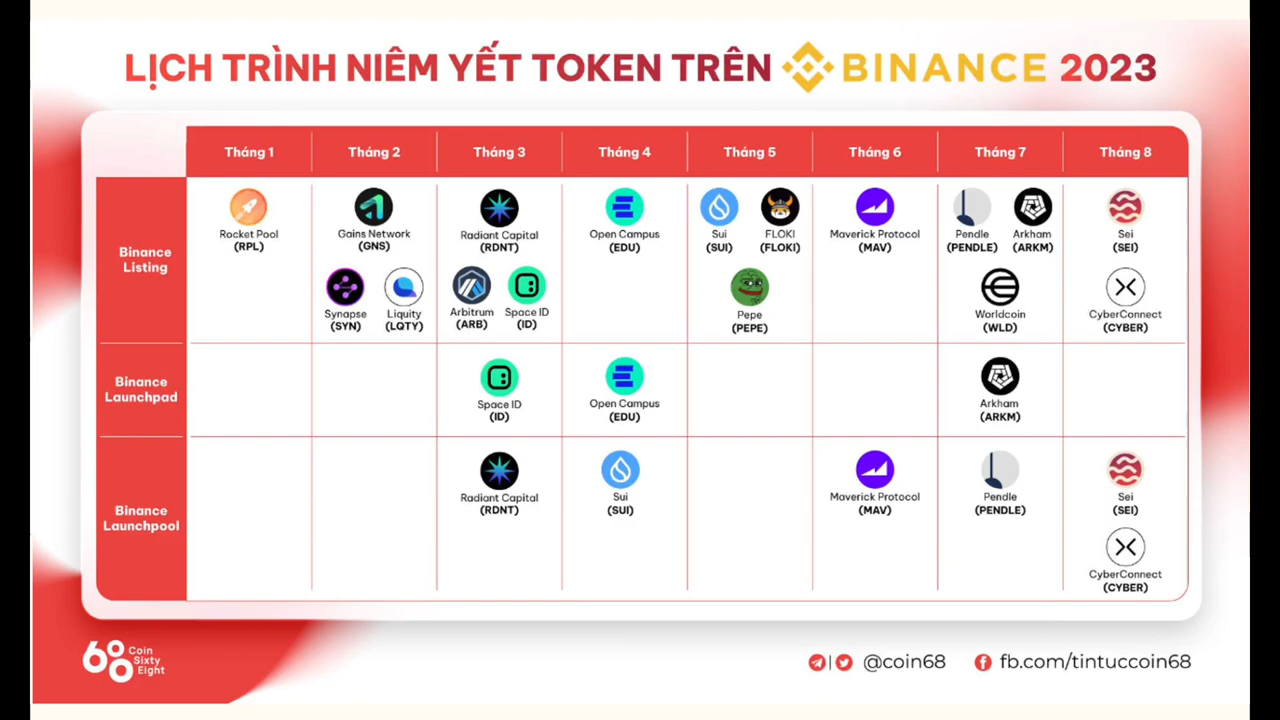 LỊCH TRÌNH NIÊM YẾT TOKEN TRÊN BINANCE 2023
Tháng 1
Tháng 2
Tháng 3
Tháng 4
Tháng 5
Tháng 6
Tháng 7
Tháng 8
Binance
Listing
Rocket Pool
(RPL)
Gains Network
(GNS)
Synapse
(SYN)
Liquity
(LQTY)
Radiant Capital
(RDNT)
Arbitrum
(ARB)
Space ID
(ID)
Open Campus
(EDU)
Sui
(SUI)
FLOKI
(FLOKI)
Pepe
(PEPE)
Maverick Protocol
(MAV)
Pendle
(PENDLE)
Arkham
(ARKM)
Worldcoin
(WLD)
Sei
(SEI)
CyberConnect
(CYBER)
Binance
Launchpad
Space ID
(ID)
Open Campus
(EDU)
Arkham
(ARKM)
Binance
Launchpool
Radiant Capital
(RDNT)
Sui
(SUI)
Maverick Protocol
(MAV)
Pendle
(PENDLE)
Sei
(SEI)
CyberConnect
(CYBER)
68
Coin
Sixty
Eight
@coin68
fb.com/tintuccoin68